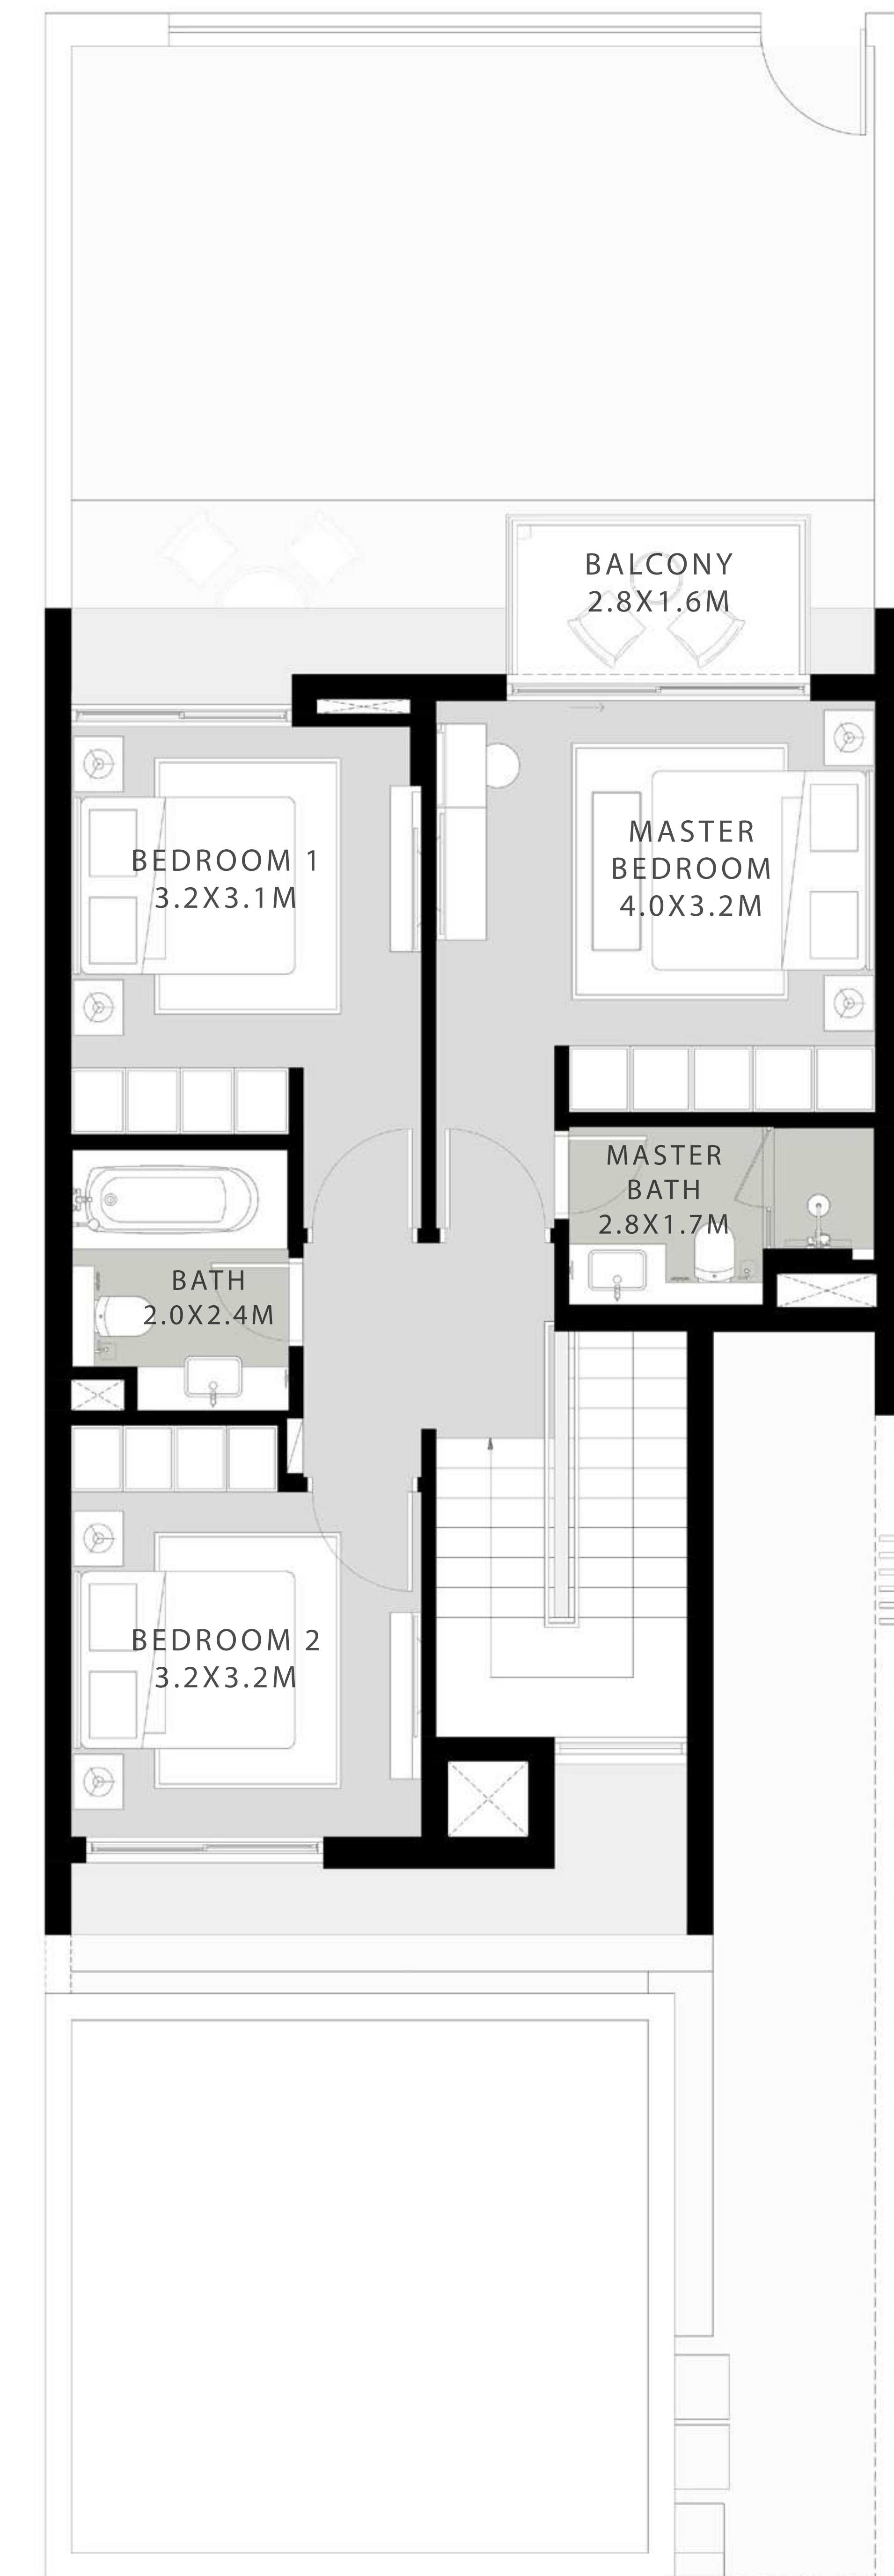 BALCONY
2.8X1.6M
BEDROOM 1
3.2X3.1M
MASTER
BEDROOM
4.0X3.2M
MASTER
BATH
2.8X1.7M
BATH
2.0X2.4M
BEDROOM 2
3.2X3.2M